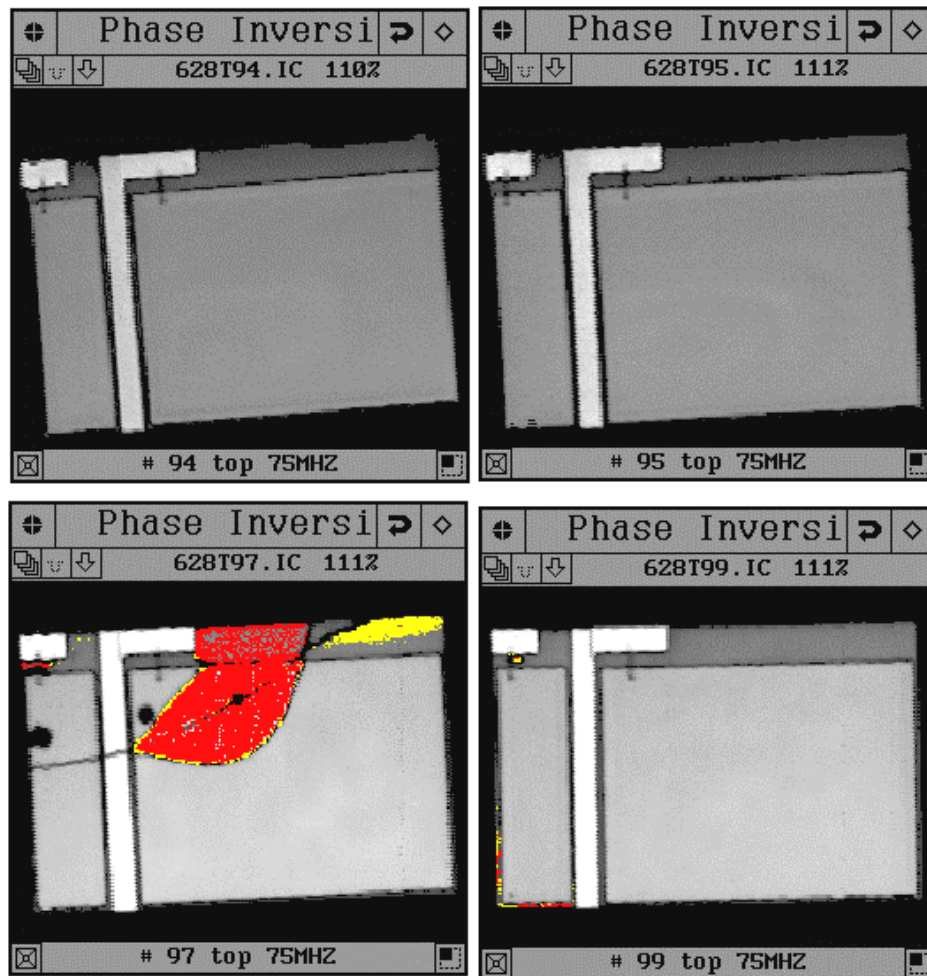 Phase Inversi
628T94.IC 110%
# 94 top 75MHZ
Phase Inversi
628T95.IC 111%
# 95 top 75MHZ
Phase Inversi
628T97.IC 111%
# 97 top 75MHZ
Phase Inversi
628T99.IC 111%
# 99 top 75MHZ